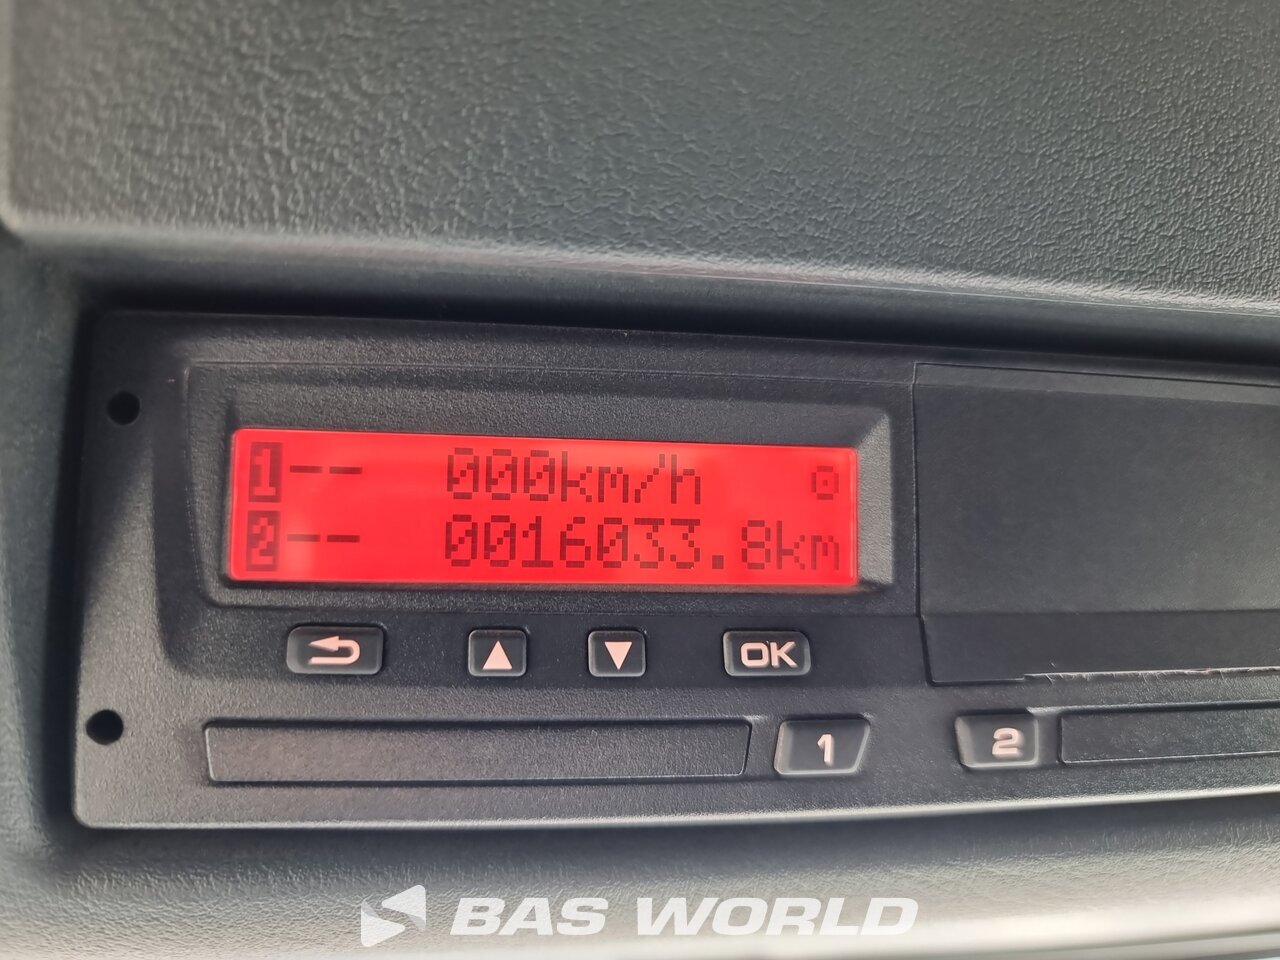 1-- 000km/h
2-- 0016033.8km
OK
1
2
BAS WORLD